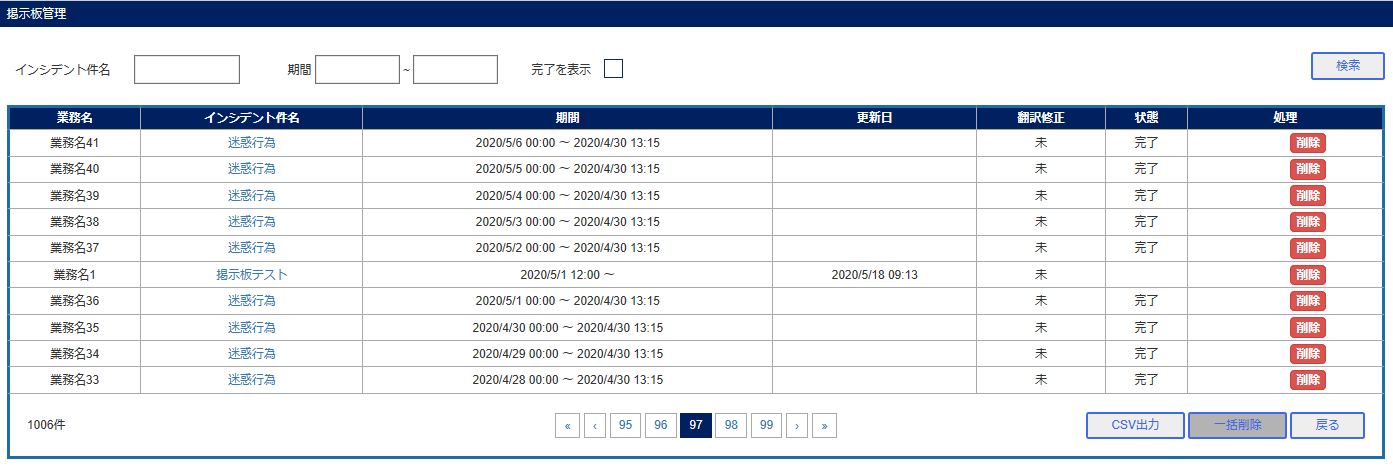 掲示板管理
インシデント件名 期間 ~ 完了を表示 検索
業務名 インシデント件名 期間 更新日 翻訳修正 状態 処理
業務名41 迷惑行為 2020/5/6 00:00 ～ 2020/4/30 13:15 未 完了 削除
業務名40 迷惑行為 2020/5/5 00:00 ～ 2020/4/30 13:15 未 完了 削除
業務名39 迷惑行為 2020/5/4 00:00 ～ 2020/4/30 13:15 未 完了 削除
業務名38 迷惑行為 2020/5/3 00:00 ～ 2020/4/30 13:15 未 完了 削除
業務名37 迷惑行為 2020/5/2 00:00 ～ 2020/4/30 13:15 未 完了 削除
業務名1 掲示板テスト 2020/5/1 12:00 ～ 2020/5/18 09:13 未 削除
業務名36 迷惑行為 2020/5/1 00:00 ～ 2020/4/30 13:15 未 完了 削除
業務名35 迷惑行為 2020/4/30 00:00 ～ 2020/4/30 13:15 未 完了 削除
業務名34 迷惑行為 2020/4/29 00:00 ～ 2020/4/30 13:15 未 完了 削除
業務名33 迷惑行為 2020/4/28 00:00 ～ 2020/4/30 13:15 未 完了 削除
1006件 « ‹ 95 96 97 98 99 › » CSV出力 一括削除 戻る